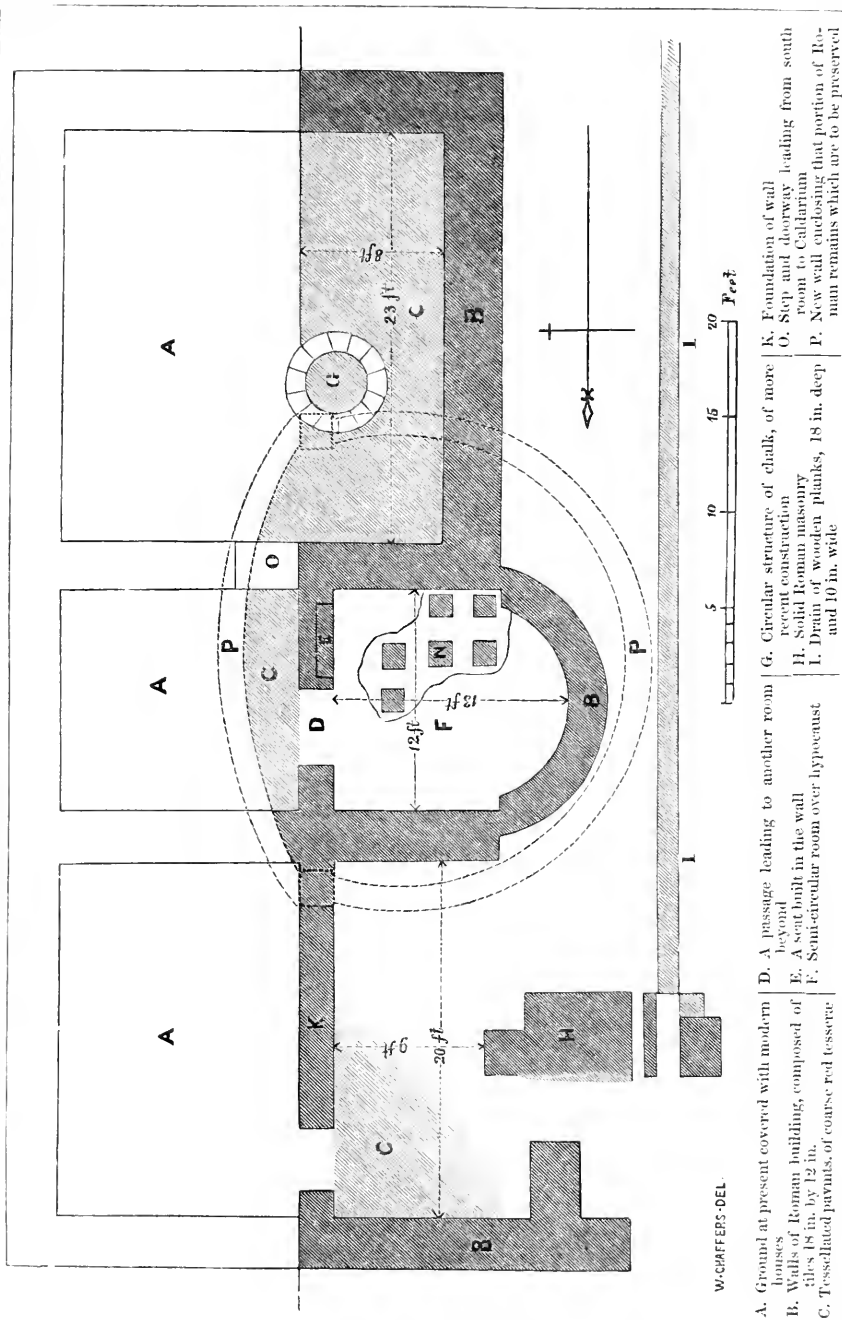 A
A
A
P
C
O
G
C
23 ft
8 ft
B
D
E
N
F
12 ft
13 ft
B
P
K
C
9 ft
20 ft
H
B
I
I
5
10
15
20
Feet
W·CHAFFERS·DEL·
A. Ground at present covered with modern
houses
B. Walls of Roman building, composed of
tiles 18 in. by 12 in.
C. Tessellated pavmts. of coarse red tesseræ
D. A passage leading to another room
beyond
E. A seat built in the wall
F. Semi-circular room over hypocaust
G. Circular structure of chalk, of more
recent construction
H. Solid Roman masonry
I. Drain of wooden planks, 18 in. deep
and 10 in. wide
K. Foundation of wall
O. Step and doorway leading from south
room to Caldarium
P. New wall enclosing that portion of Ro-
man remains which are to be preserved